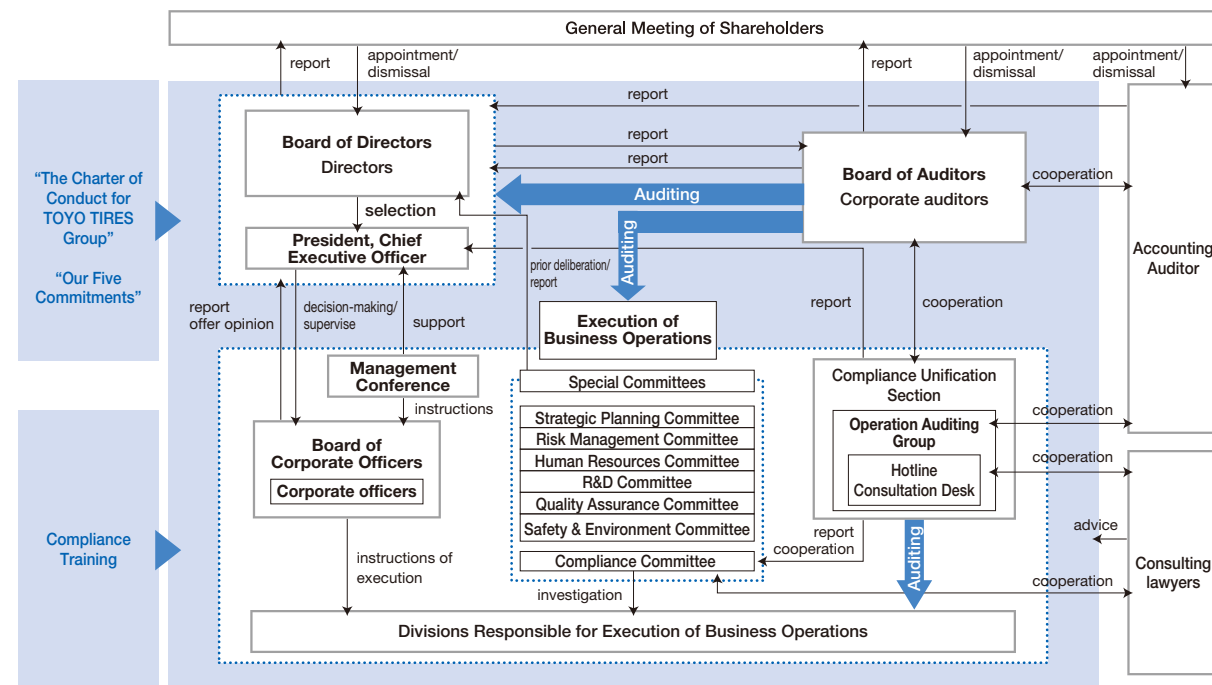 General Meeting of Shareholders
report
appointment/
dismissal
report
appointment/
dismissal
appointment/
dismissal
“The Charter of
Conduct for
TOYO TIRES
Group”
“Our Five
Commitments”
Compliance
Training
report
Board of Directors
Directors
report
report
Board of Auditors
Corporate auditors
cooperation
Auditing
selection
President, Chief
Executive Officer
Auditing
prior deliberation/
report
Accounting
Auditor
report
offer opinion
decision-making/
supervise
support
report
cooperation
Execution of
Business Operations
Management
Conference
instructions
Special Committees
Strategic Planning Committee
Risk Management Committee
Human Resources Committee
R&D Committee
Quality Assurance Committee
Safety & Environment Committee
Compliance Committee
Compliance Unification
Section
Operation Auditing
Group
Hotline
Consultation Desk
cooperation
cooperation
Board of
Corporate Officers
Corporate officers
report
cooperation
Auditing
advice
Consulting
lawyers
instructions of
execution
investigation
cooperation
Divisions Responsible for Execution of Business Operations